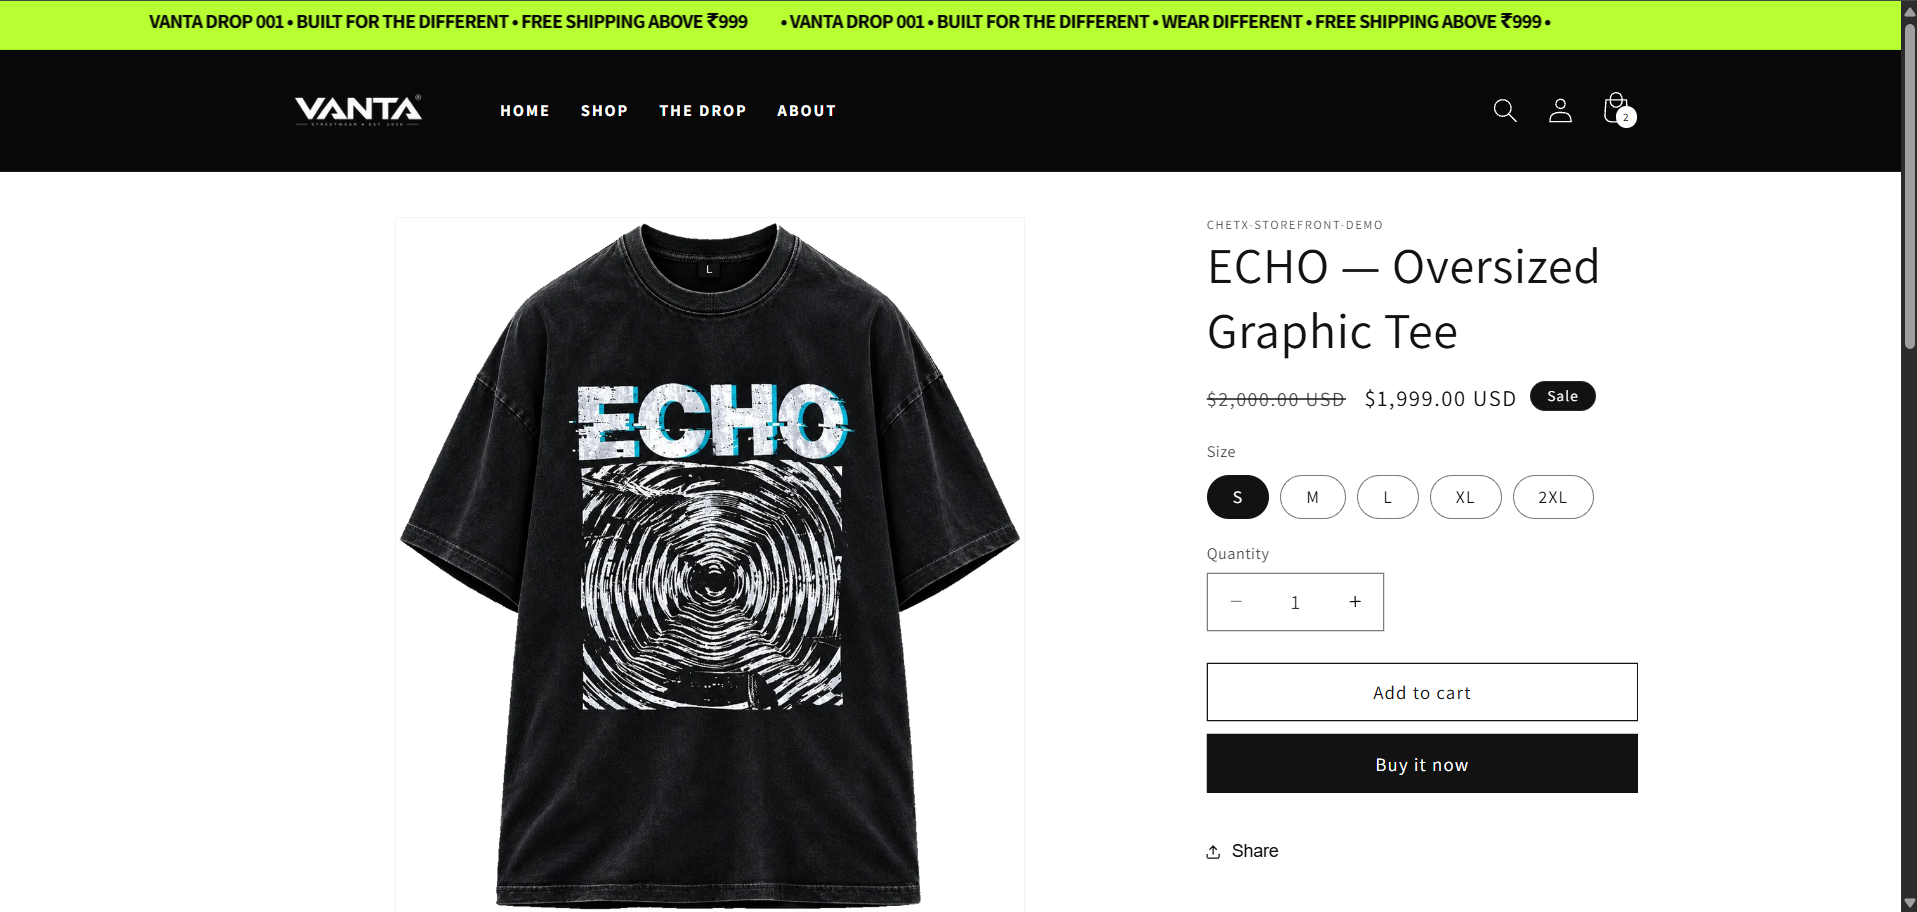 VANTA DROP 001 • BUILT FOR THE DIFFERENT • FREE SHIPPING ABOVE ₹999 • VANTA DROP 001 • BUILT FOR THE DIFFERENT • WEAR DIFFERENT • FREE SHIPPING ABOVE ₹999 •
VANTA®
HOME SHOP THE DROP ABOUT
2
L
ECHO
CHETX-STOREFRONT-DEMO
ECHO — Oversized
Graphic Tee
$2,000.00 USD $1,999.00 USD Sale
Size
S M L XL 2XL
Quantity
− 1 +
Add to cart
Buy it now
Share